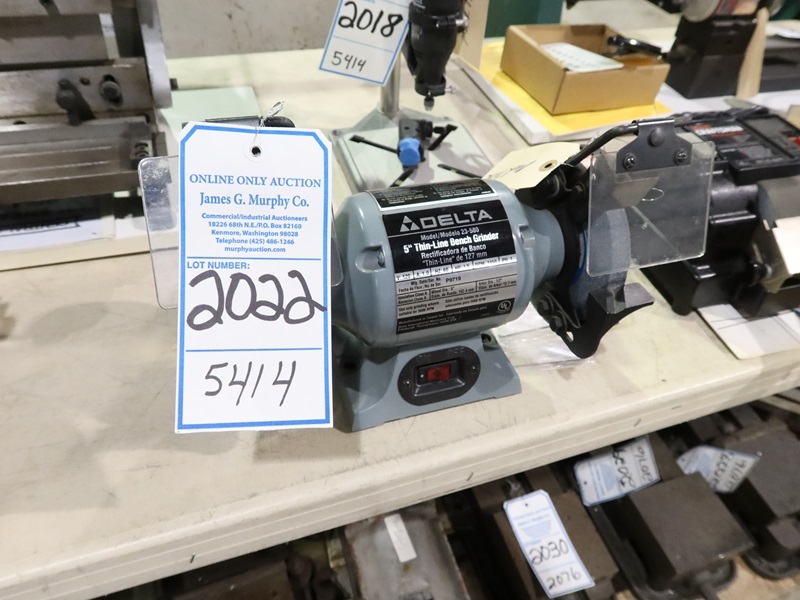 2018
5414
ONLINE ONLY AUCTION
James G. Murphy Co.
Commercial/Industrial Auctioneers
18226 68th N.E./P.O. Box 82160
Kenmore, Washington 98028
Telephone (425) 486-1246
murphyauction.com
LOT NUMBER:
2022
5414
DELTA
Model/Modelo 23-580
5" Thin-Line Bench Grinder
Rectificadora de Banco
"Thin-Line" de 127 mm
P9719
2030
2076